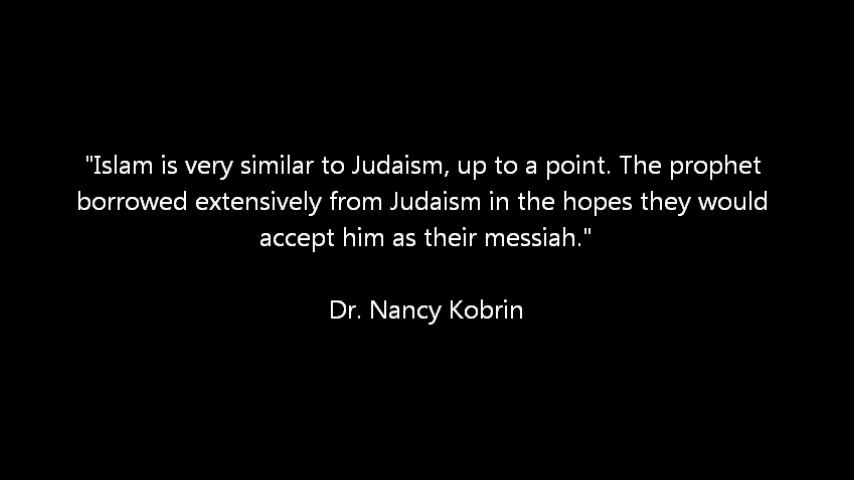 "Islam is very similar to Judaism, up to a point. The prophet
borrowed extensively from Judaism in the hopes they would
accept him as their messiah."
Dr. Nancy Kobrin